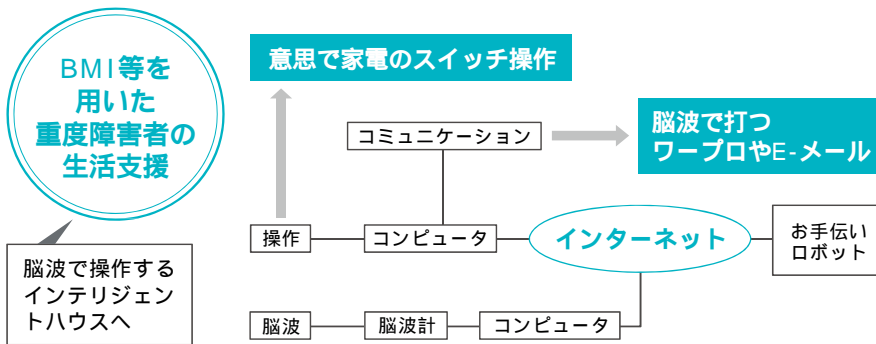 BMI等を
用いた
重度障害者の
生活支援
脳波で操作する
インテリジェン
トハウスへ
意思で家電のスイッチ操作
コミュニケーション
脳波で打つ
ワープロやE-メール
操作
コンピュータ
インターネット
お手伝い
ロボット
脳波
脳波計
コンピュータ